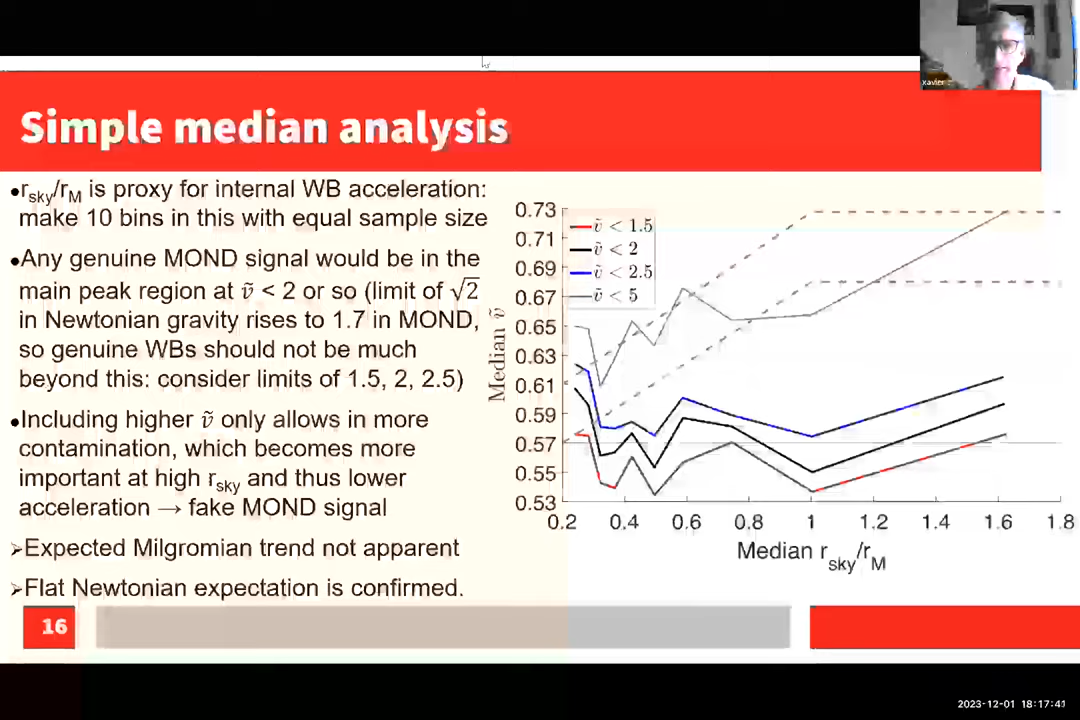 xavier
Simple median analysis
●r_sky/r_M is proxy for internal WB acceleration:
make 10 bins in this with equal sample size
●Any genuine MOND signal would be in the
main peak region at ṽ < 2 or so (limit of √2
in Newtonian gravity rises to 1.7 in MOND,
so genuine WBs should not be much
beyond this: consider limits of 1.5, 2, 2.5)
●Including higher ṽ only allows in more
contamination, which becomes more
important at high r_sky and thus lower
acceleration → fake MOND signal
➢Expected Milgromian trend not apparent
➢Flat Newtonian expectation is confirmed.
0.73
0.71
0.69
0.67
0.65
0.63
0.61
0.59
0.57
0.55
0.53
Median ṽ
ṽ < 1.5
ṽ < 2
ṽ < 2.5
ṽ < 5
0.2 0.4 0.6 0.8 1 1.2 1.4 1.6 1.8
Median r_sky/r_M
16
2023-12-01 18:17:41